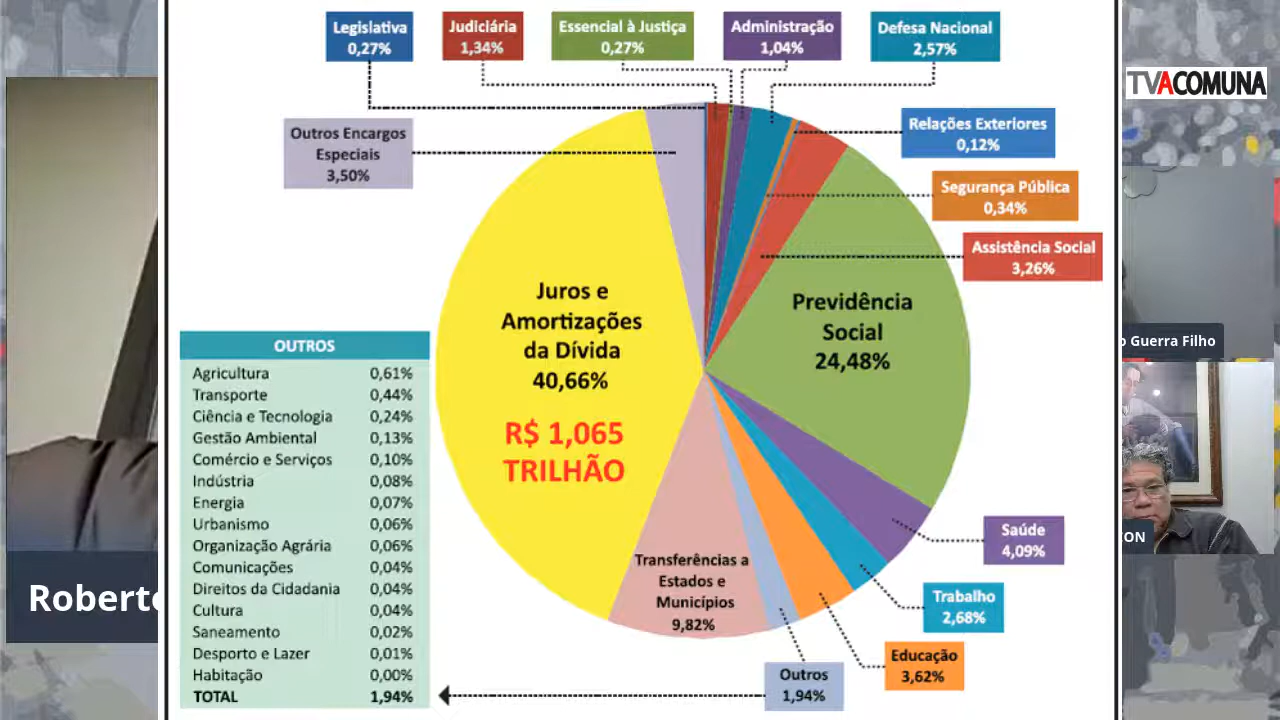 Legislativa
0,27%
Judiciária
1,34%
Essencial à Justiça
0,27%
Administração
1,04%
Defesa Nacional
2,57%
TVACOMUNA
Relações Exteriores
0,12%
Outros Encargos
Especiais
3,50%
Segurança Pública
0,34%
Assistência Social
3,26%
Juros e
Amortizações
da Dívida
40,66%
R$ 1,065
TRILHÃO
Previdência
Social
24,48%
o Guerra Filho
OUTROS
Agricultura 0,61%
Transporte 0,44%
Ciência e Tecnologia 0,24%
Gestão Ambiental 0,13%
Comércio e Serviços 0,10%
Indústria 0,08%
Energia 0,07%
Urbanismo 0,06%
Organização Agrária 0,06%
Comunicações 0,04%
Direitos da Cidadania 0,04%
Cultura 0,04%
Saneamento 0,02%
Desporto e Lazer 0,01%
Habitação 0,00%
TOTAL 1,94%
Saúde
4,09%
ON
Transferências a
Estados e
Municípios
9,82%
Trabalho
2,68%
Roberto
Educação
3,62%
Outros
1,94%